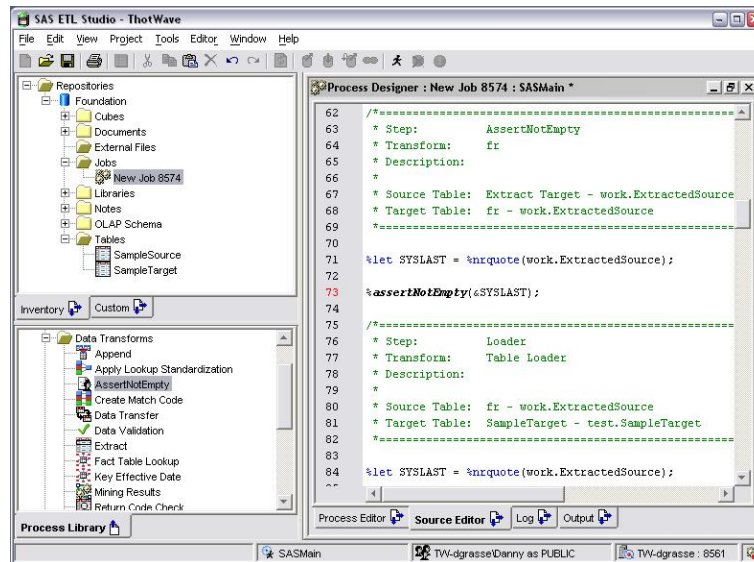 SAS ETL Studio - ThotWave
File Edit View Project Tools Editor Window Help
Repositories
Foundation
Cubes
Documents
External Files
Jobs
New Job 8574
Libraries
Notes
OLAP Schema
Tables
SampleSource
SampleTarget
Inventory Custom
Data Transforms
Append
Apply Lookup Standardization
AssertNotEmpty
Create Match Code
Data Transfer
Data Validation
Extract
Fact Table Lookup
Key Effective Date
Mining Results
Return Code Check
Process Library
Process Designer : New Job 8574 : SASMain *
62 /*==================================================
63 * Step: AssertNotEmpty
64 * Transform: fr
65 * Description:
66 *
67 * Source Table: Extract Target - work.ExtractedSource
68 * Target Table: fr - work.ExtractedSource
69 *==================================================
70
71 %let SYSLAST = %nrquote(work.ExtractedSource);
72
73 %assertNotEmpty(&SYSLAST);
74
75 /*==================================================
76 * Step: Loader
77 * Transform: Table Loader
78 * Description:
79 *
80 * Source Table: fr - work.ExtractedSource
81 * Target Table: SampleTarget - test.SampleTarget
82 *==================================================
83
84 %let SYSLAST = %nrquote(work.ExtractedSource);
Process Editor Source Editor Log Output
SASMain TW-dgrasse\Danny as PUBLIC TW-dgrasse : 8561